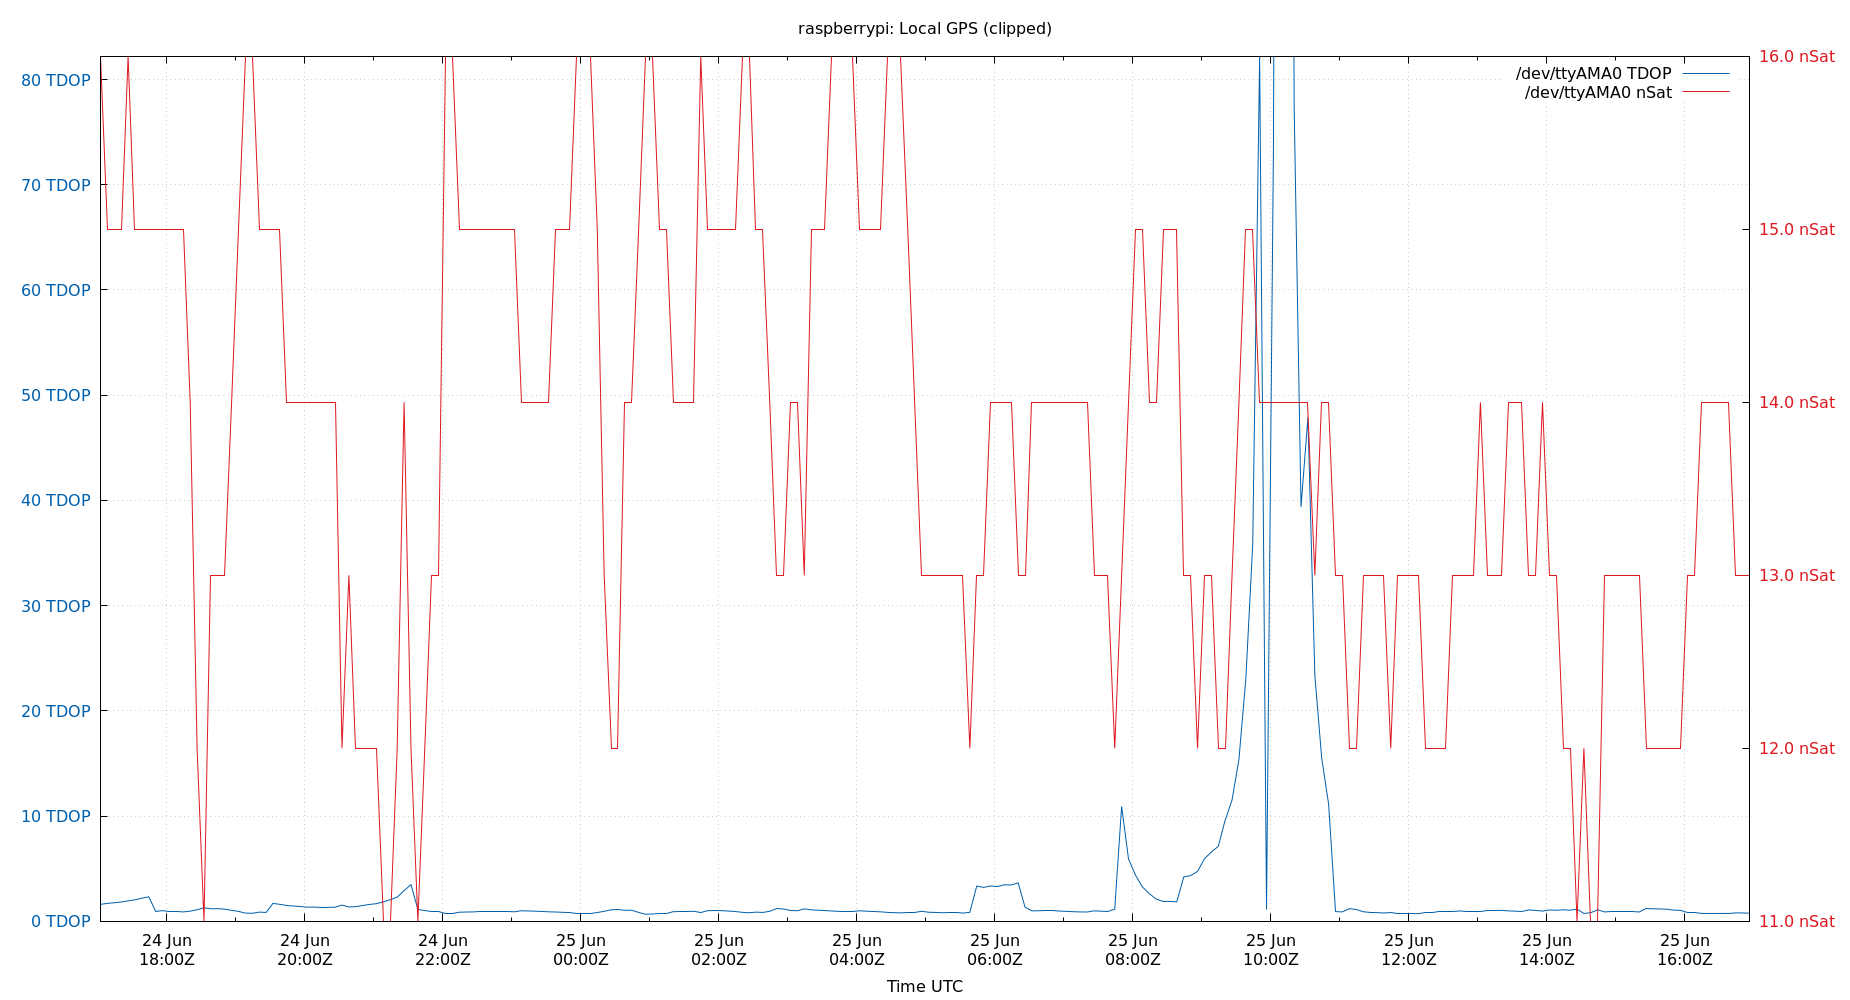 raspberrypi: Local GPS (clipped)
/dev/ttyAMA0 TDOP
/dev/ttyAMA0 nSat
80 TDOP
70 TDOP
60 TDOP
50 TDOP
40 TDOP
30 TDOP
20 TDOP
10 TDOP
0 TDOP
16.0 nSat
15.0 nSat
14.0 nSat
13.0 nSat
12.0 nSat
11.0 nSat
24 Jun
18:00Z
24 Jun
20:00Z
24 Jun
22:00Z
25 Jun
00:00Z
25 Jun
02:00Z
25 Jun
04:00Z
25 Jun
06:00Z
25 Jun
08:00Z
25 Jun
10:00Z
25 Jun
12:00Z
25 Jun
14:00Z
25 Jun
16:00Z
Time UTC